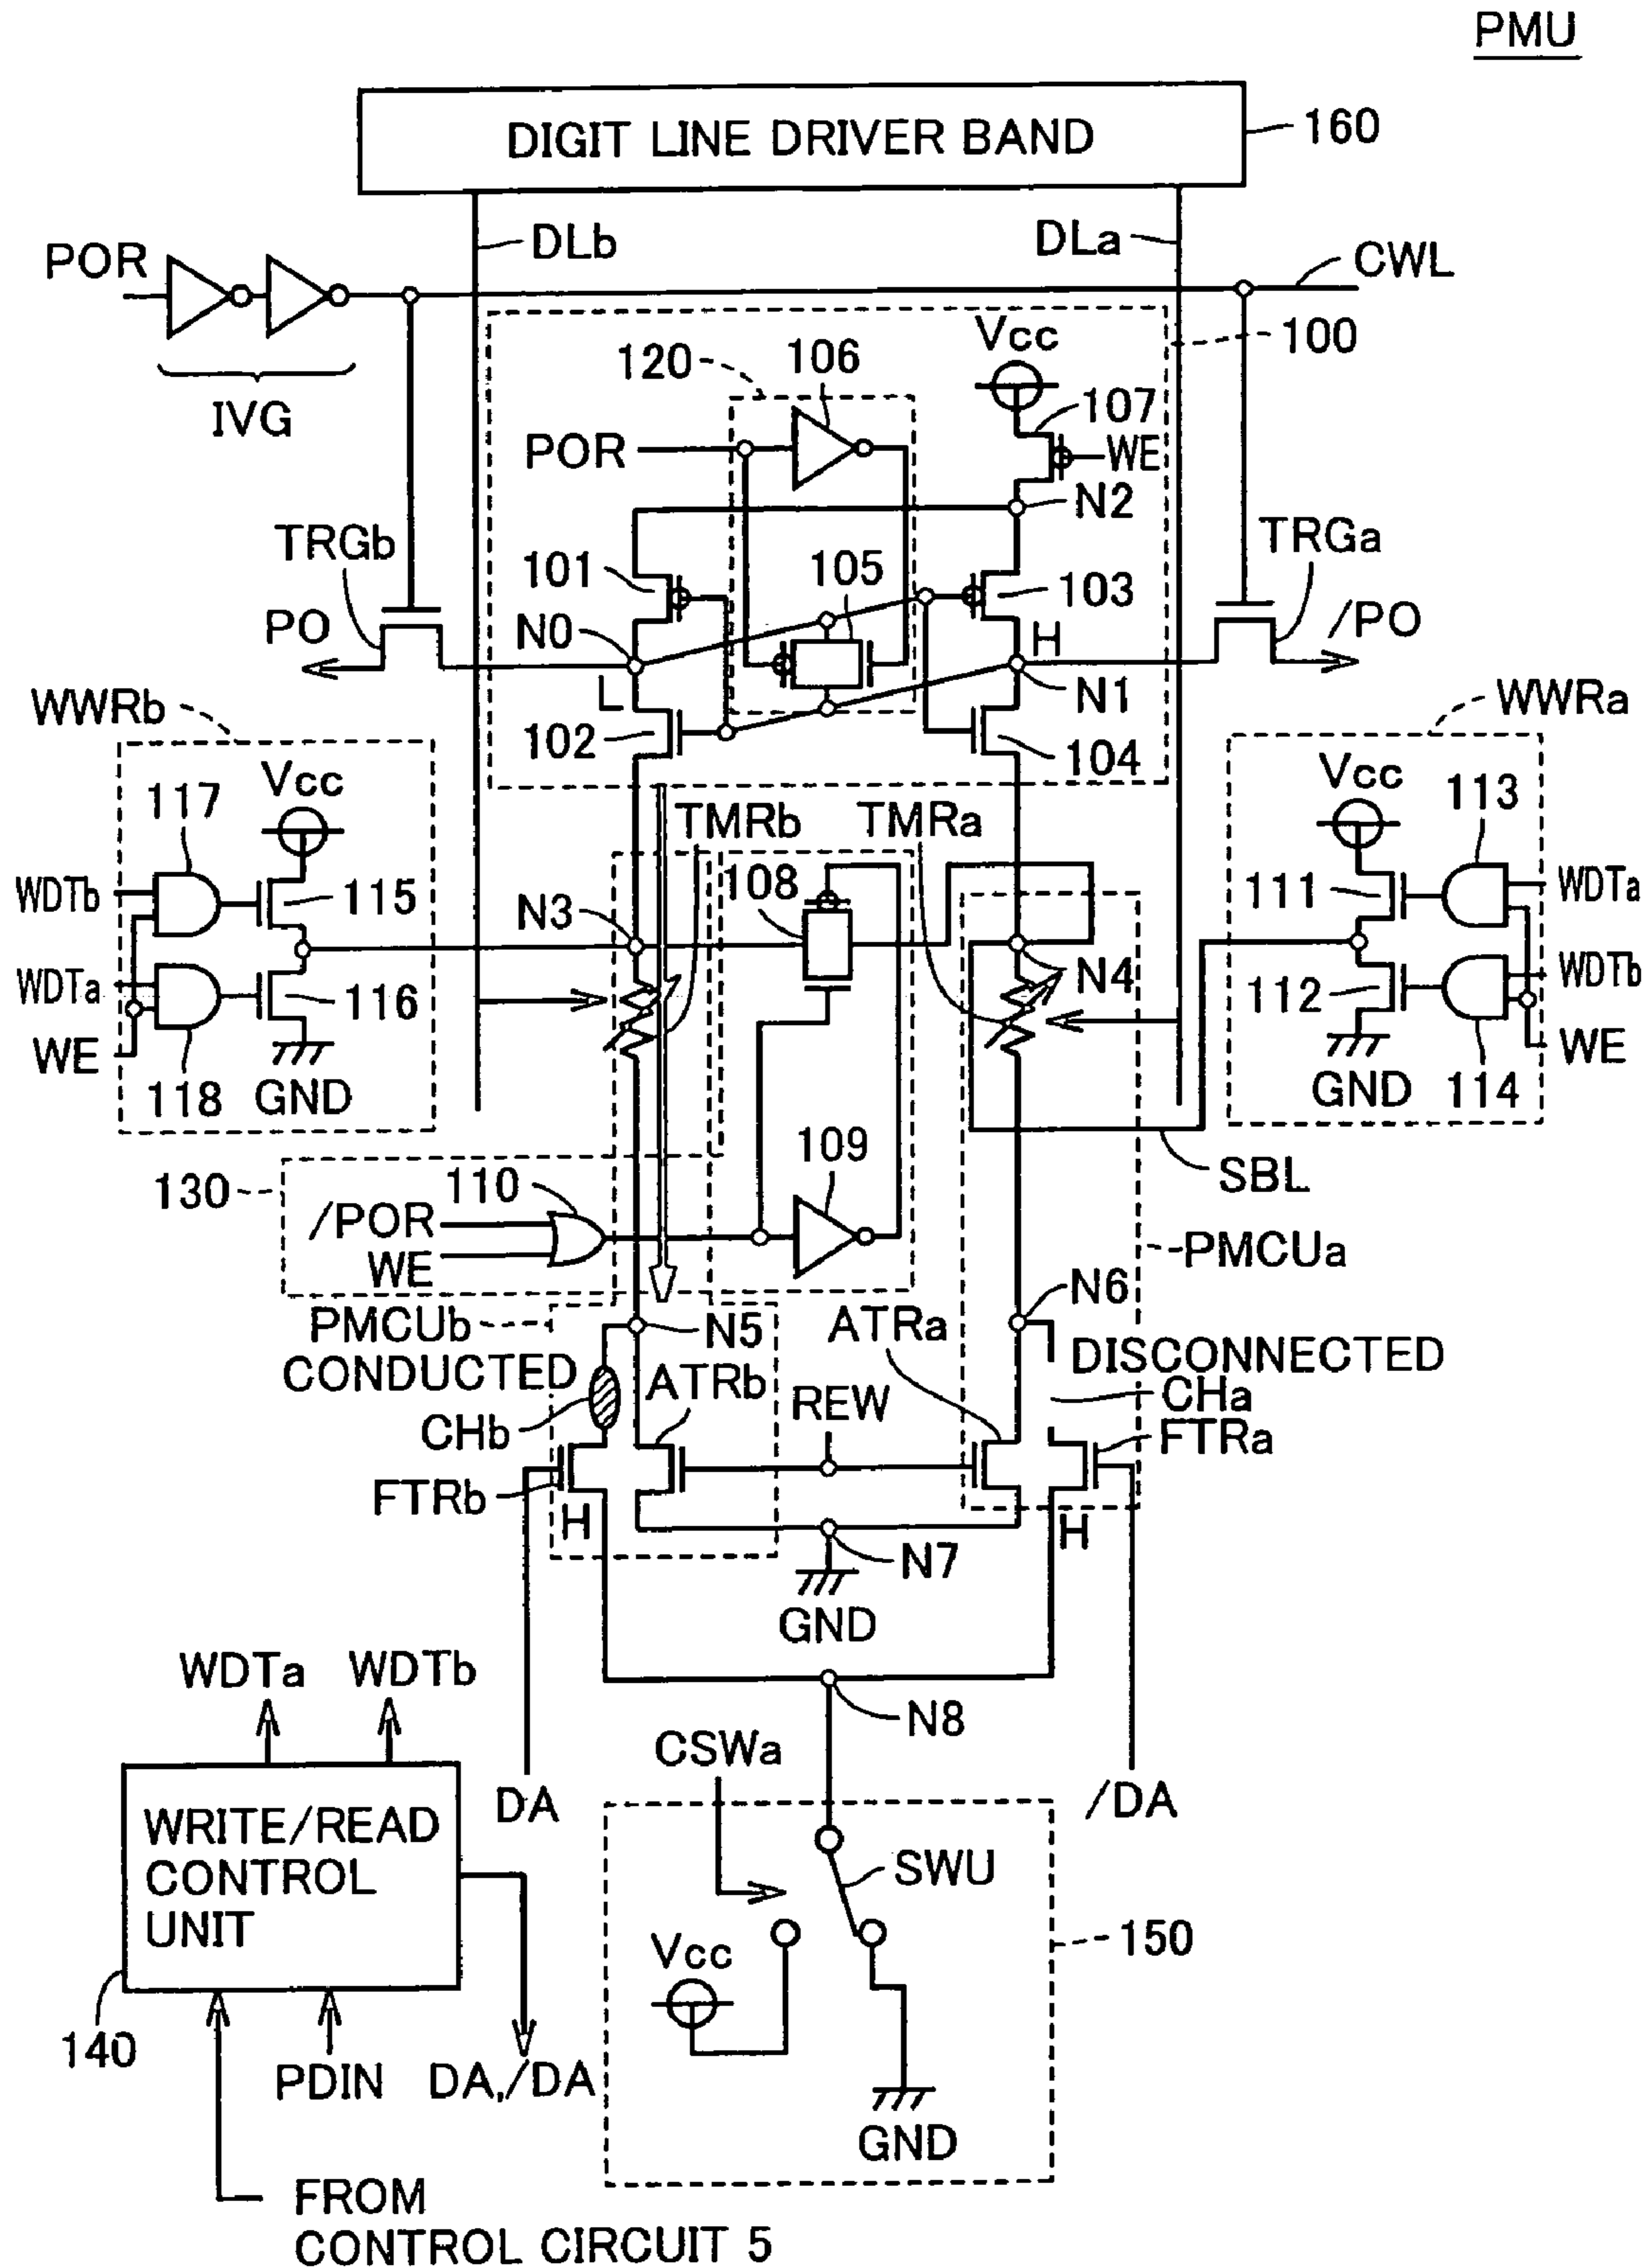 PMU
DIGIT LINE DRIVER BAND
160
DLb
DLa
POR
CWL
IVG
Vcc
100
120
106
107
POR
WE
N2
TRGb
TRGa
101
105
103
PO
N0
H
/PO
L
N1
WWRb
WWRa
102
104
Vcc
Vcc
117
TMRb
TMRa
113
WDTb
115
108
111
WDTa
N3
N4
WDTa
116
112
WDTb
WE
WE
118
GND
GND
114
109
130
110
SBL
/POR
WE
PMCUa
N6
PMCUb
N5
ATRa
CONDUCTED
DISCONNECTED
ATRb
REW
CHa
CHb
FTRa
FTRb
H
H
N7
GND
WDTa
WDTb
N8
CSWa
DA
/DA
WRITE/READ
CONTROL
UNIT
SWU
Vcc
150
140
PDIN
DA,/DA
GND
FROM
CONTROL CIRCUIT 5